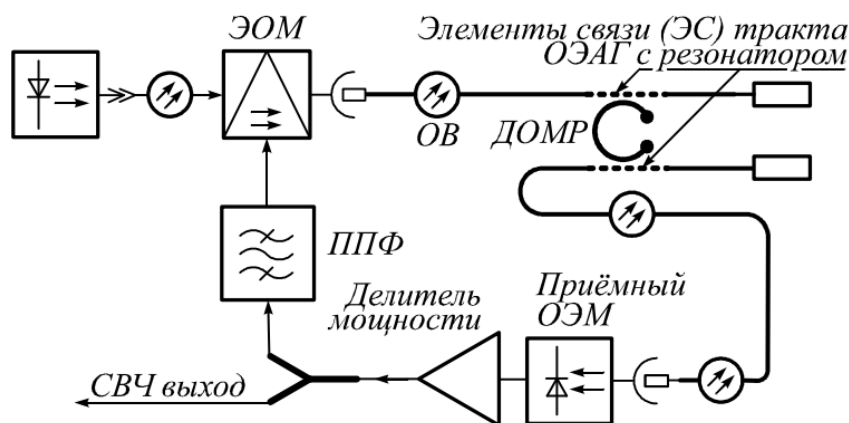 ЭОМ
Элементы связи (ЭС) тракта
ОЭАГ с резонатором
ОВ
ДОМР
ППФ
Делитель
мощности
Приёмный
ОЭМ
СВЧ выход